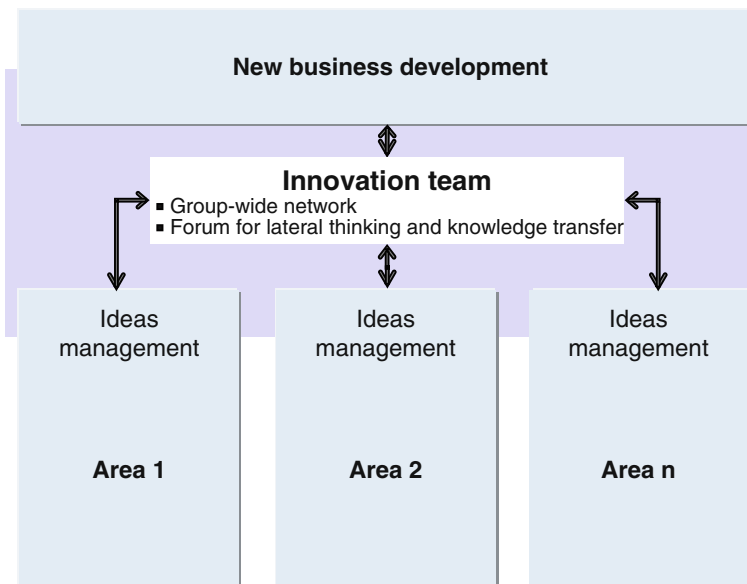 New business development
Innovation team
▪ Group-wide network
▪ Forum for lateral thinking and knowledge transfer
Ideas
management
Area 1
Ideas
management
Area 2
Ideas
management
Area n